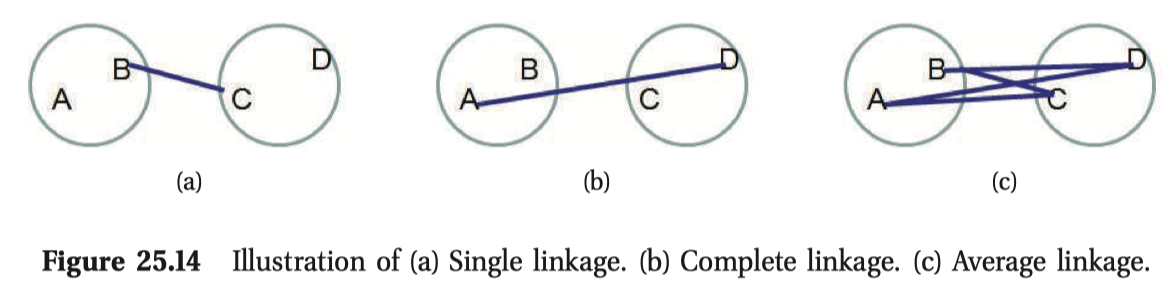 A B C D
A B C D
A B C D
(a) (b) (c)
Figure 25.14 Illustration of (a) Single linkage. (b) Complete linkage. (c) Average linkage.